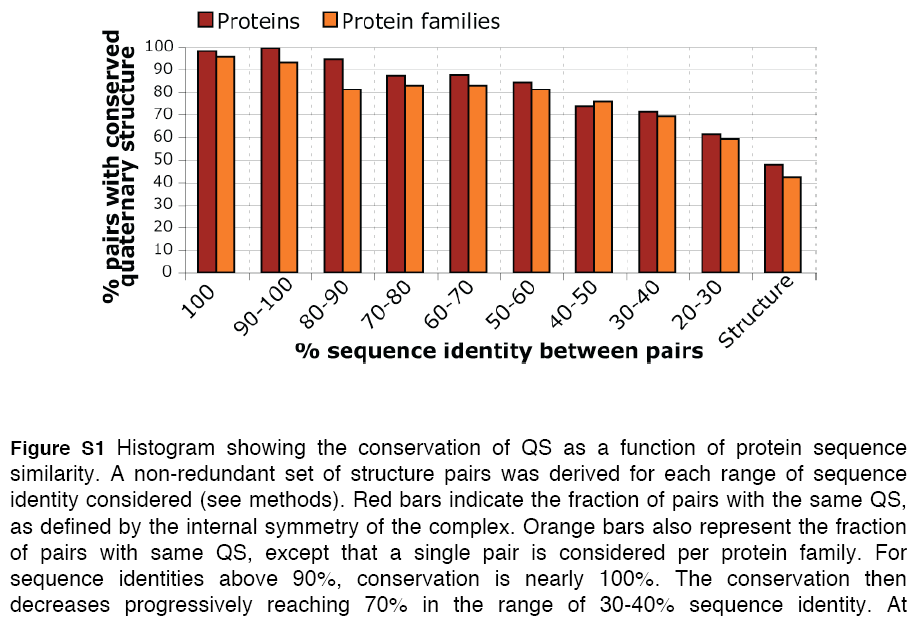 Proteins Protein families
% pairs with conserved
quaternary structure
100
90
80
70
60
50
40
30
20
10
0
100
90-100
80-90
70-80
60-70
50-60
40-50
30-40
20-30
Structure
% sequence identity between pairs
Figure S1 Histogram showing the conservation of QS as a function of protein sequence
similarity. A non-redundant set of structure pairs was derived for each range of sequence
identity considered (see methods). Red bars indicate the fraction of pairs with the same QS,
as defined by the internal symmetry of the complex. Orange bars also represent the fraction
of pairs with same QS, except that a single pair is considered per protein family. For
sequence identities above 90%, conservation is nearly 100%. The conservation then
decreases progressively reaching 70% in the range of 30-40% sequence identity. At